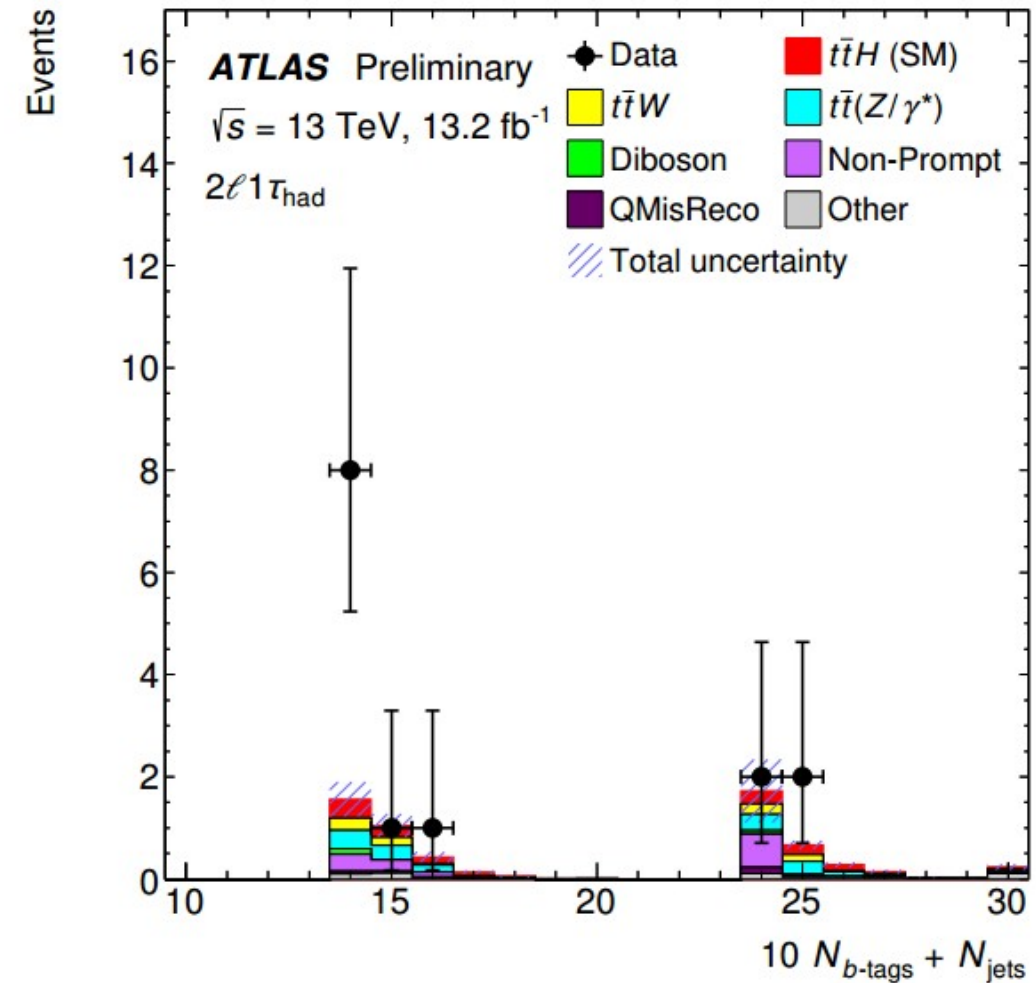 Events
ATLAS Preliminary
√s = 13 TeV, 13.2 fb⁻¹
2ℓ1τhad
Data
tt̄H (SM)
tt̄W
tt̄(Z/γ*)
Diboson
Non-Prompt
QMisReco
Other
Total uncertainty
16
14
12
10
8
6
4
2
0
10 15 20 25 30
10 Nb-tags + Njets